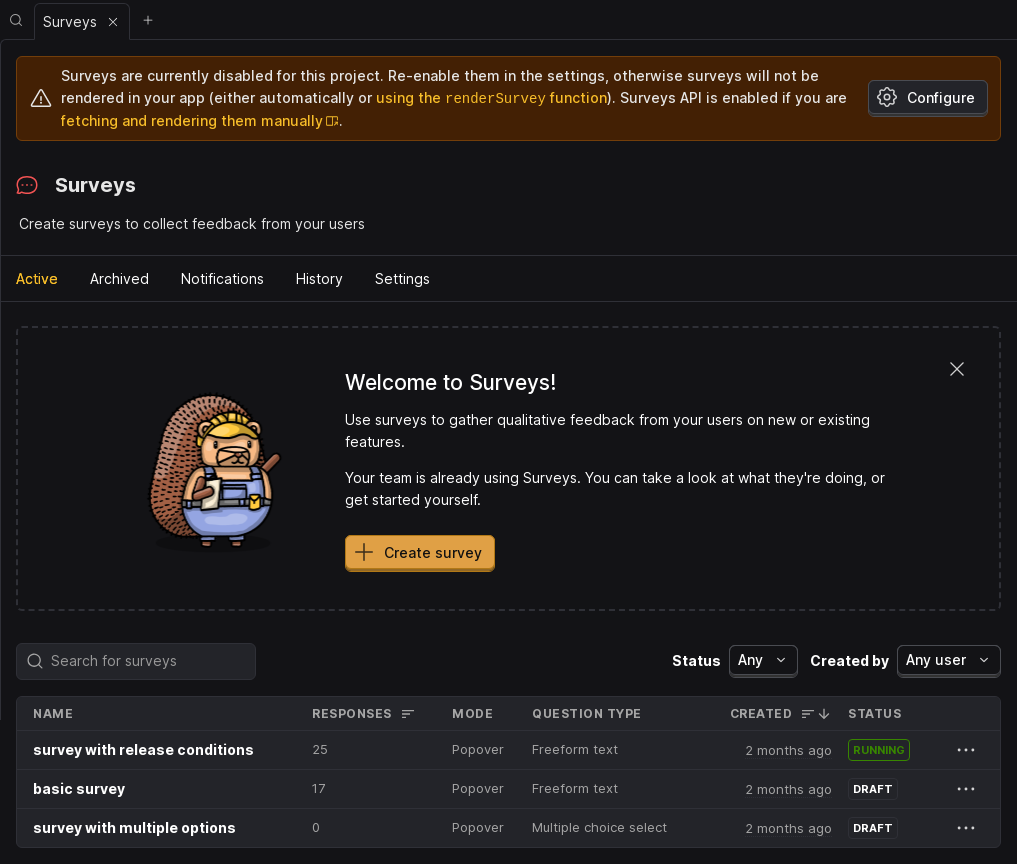 Surveys
Surveys are currently disabled for this project. Re-enable them in the settings, otherwise surveys will not be
rendered in your app (either automatically or using the renderSurvey function). Surveys API is enabled if you are
fetching and rendering them manually.
Configure
Surveys
Create surveys to collect feedback from your users
Active Archived Notifications History Settings
Welcome to Surveys!
Use surveys to gather qualitative feedback from your users on new or existing
features.
Your team is already using Surveys. You can take a look at what they're doing, or
get started yourself.
Create survey
Search for surveys Status Any Created by Any user
NAME RESPONSES MODE QUESTION TYPE CREATED STATUS
survey with release conditions 25 Popover Freeform text 2 months ago RUNNING
basic survey 17 Popover Freeform text 2 months ago DRAFT
survey with multiple options 0 Popover Multiple choice select 2 months ago DRAFT